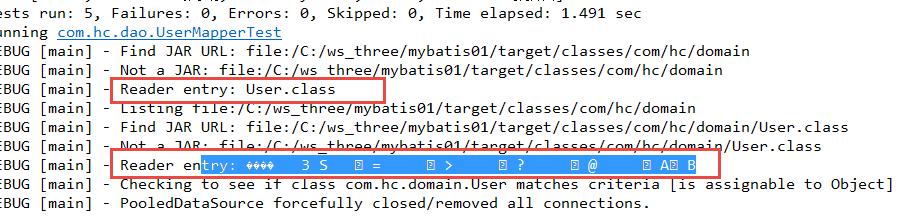 ests run: 5, Failures: 0, Errors: 0, Skipped: 0, Time elapsed: 1.491 sec
unning com.hc.dao.UserMapperTest
EBUG [main] - Find JAR URL: file:/C:/ws_three/mybatis01/target/classes/com/hc/domain
EBUG [main] - Not a JAR: file:/C:/ws_three/mybatis01/target/classes/com/hc/domain
EBUG [main] - Reader entry: User.class
EBUG [main] - Listing file:/C:/ws_three/mybatis01/target/classes/com/hc/domain
EBUG [main] - Find JAR URL: file:/C:/ws_three/mybatis01/target/classes/com/hc/domain/User.class
EBUG [main] - Not a JAR: file:/C:/ws_three/mybatis01/target/classes/com/hc/domain/User.class
EBUG [main] - Reader entry: ���� 3 S = > ? @ A B
EBUG [main] - Checking to see if class com.hc.domain.User matches criteria [is assignable to Object]
EBUG [main] - PooledDataSource forcefully closed/removed all connections.